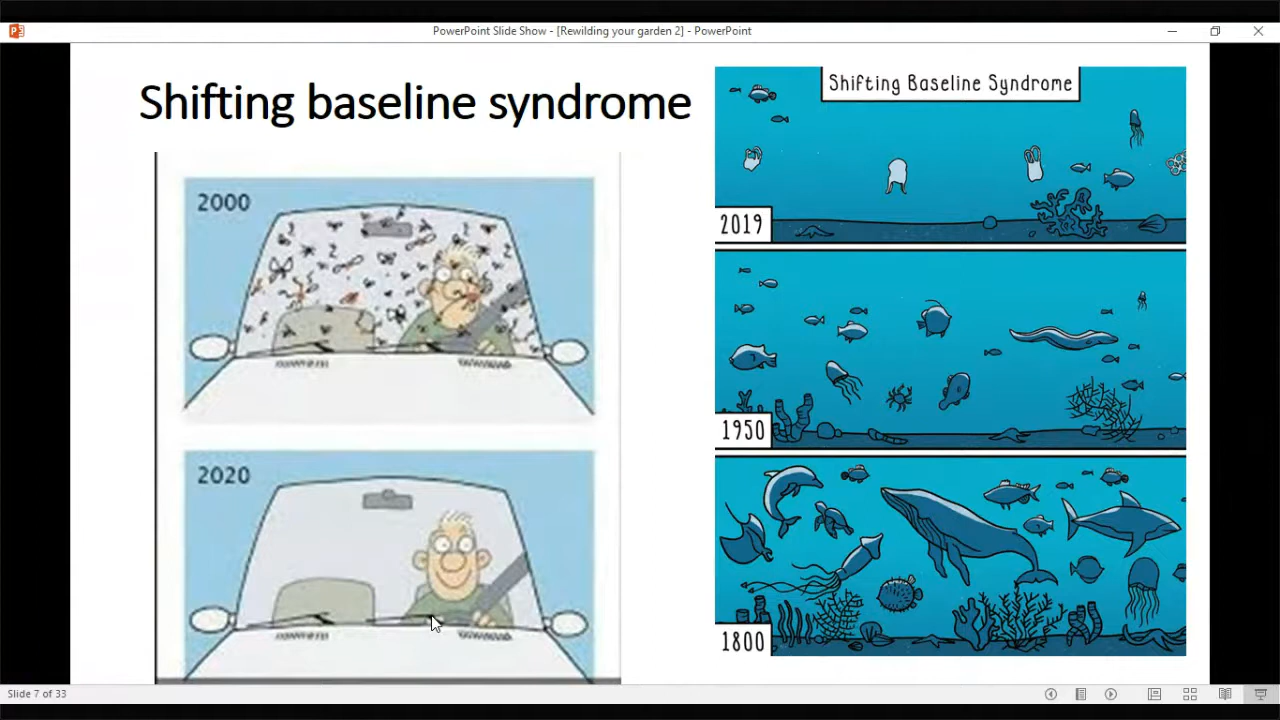 PowerPoint Slide Show - [Rewilding your garden 2] - PowerPoint
Shifting baseline syndrome
2000
2020
Shifting Baseline Syndrome
2019
1950
1800
Slide 7 of 33